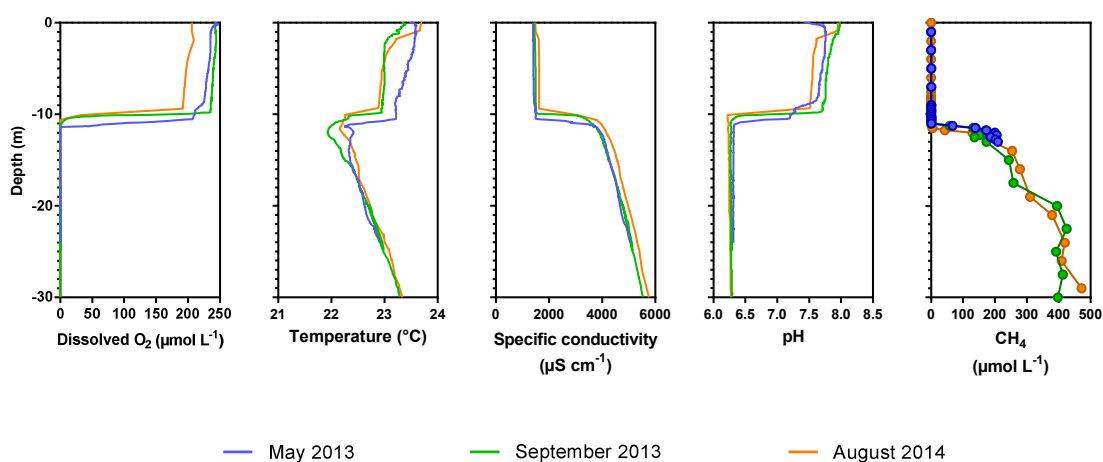 0
-10
-20
-30
Depth (m)
0 50 100 150 200 250
Dissolved O₂ (µmol L⁻¹)
21 22 23 24
Temperature (°C)
0 2000 4000 6000
Specific conductivity
(µS cm⁻¹)
6.0 6.5 7.0 7.5 8.0 8.5
pH
0 100 200 300 400 500
CH₄
(µmol L⁻¹)
May 2013
September 2013
August 2014